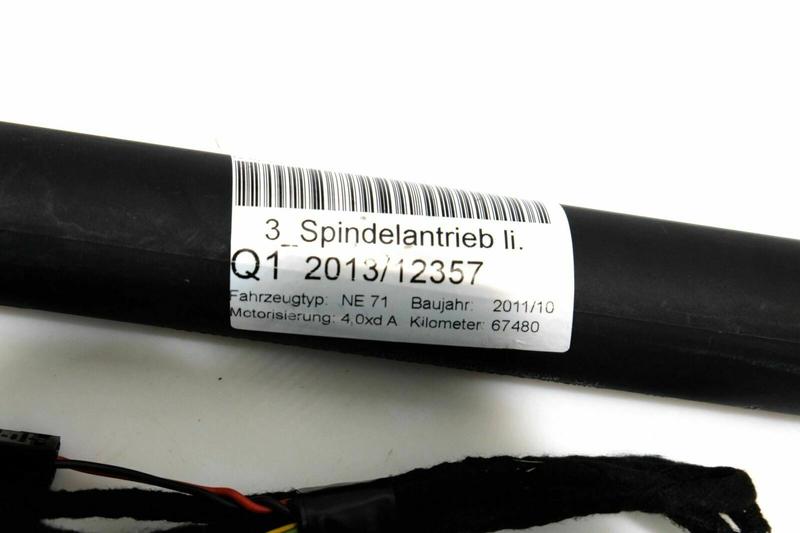 3_Spindelantrieb li.
Q1 2013/12357
Fahrzeugtyp: NE 71 Baujahr: 2011/10
Motorisierung: 4,0xd A Kilometer: 67480